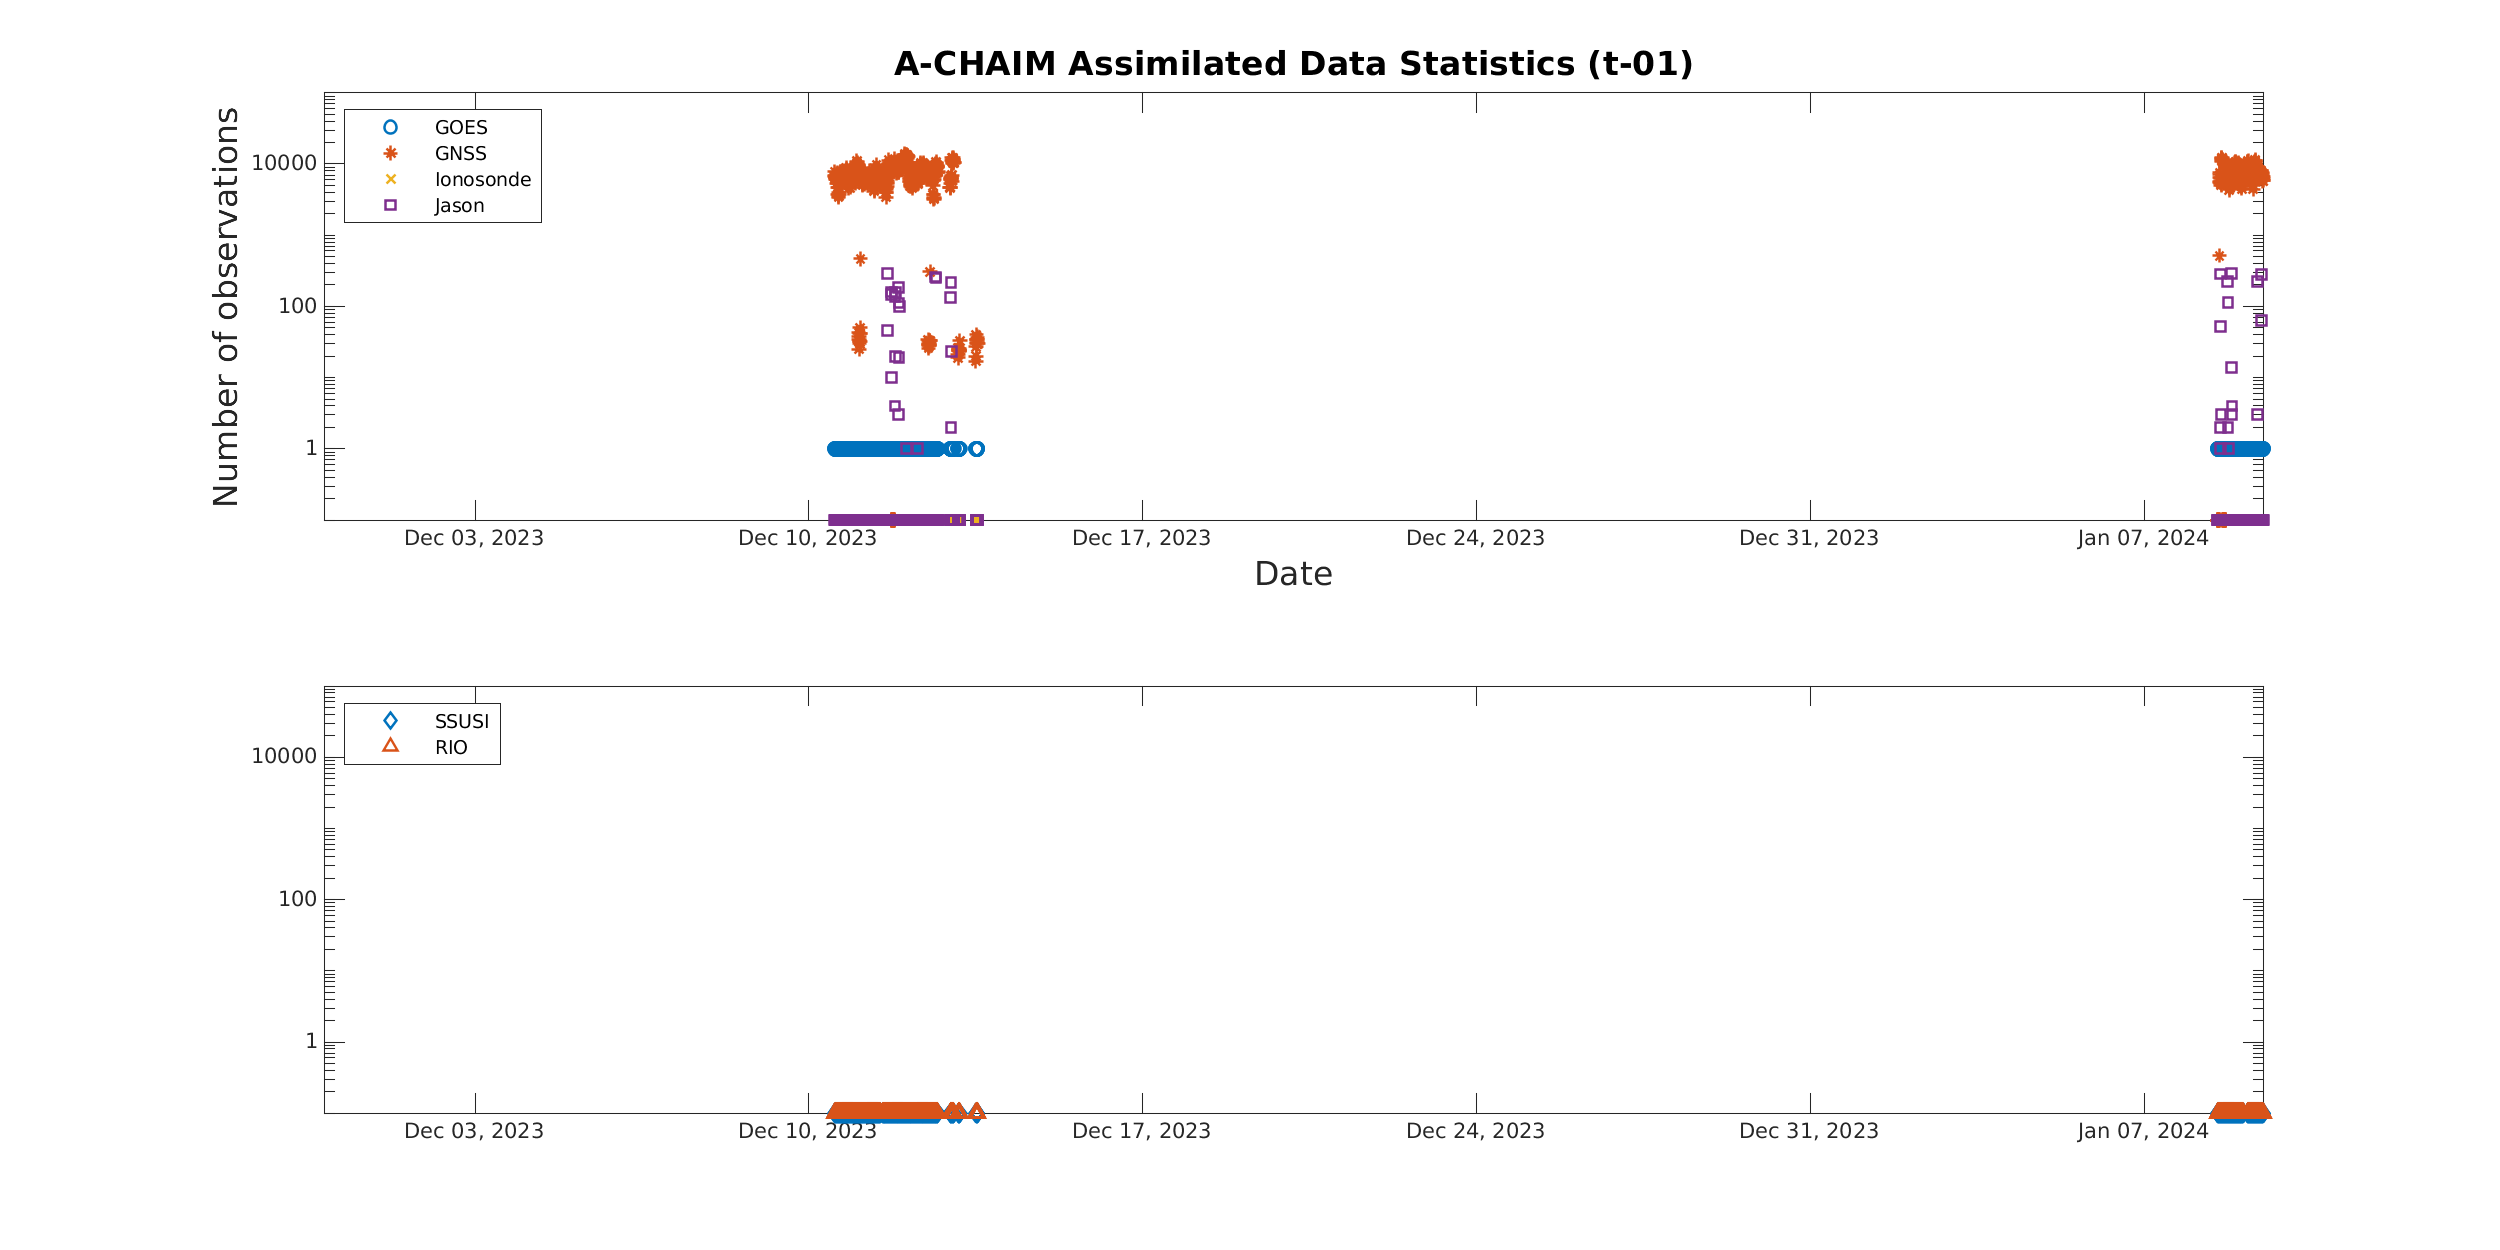 A-CHAIM Assimilated Data Statistics (t-01)
Number of observations
10000
100
1
GOES
GNSS
Ionosonde
Jason
Dec 03, 2023
Dec 10, 2023
Dec 17, 2023
Dec 24, 2023
Dec 31, 2023
Jan 07, 2024
Date
10000
100
1
SSUSI
RIO
Dec 03, 2023
Dec 10, 2023
Dec 17, 2023
Dec 24, 2023
Dec 31, 2023
Jan 07, 2024